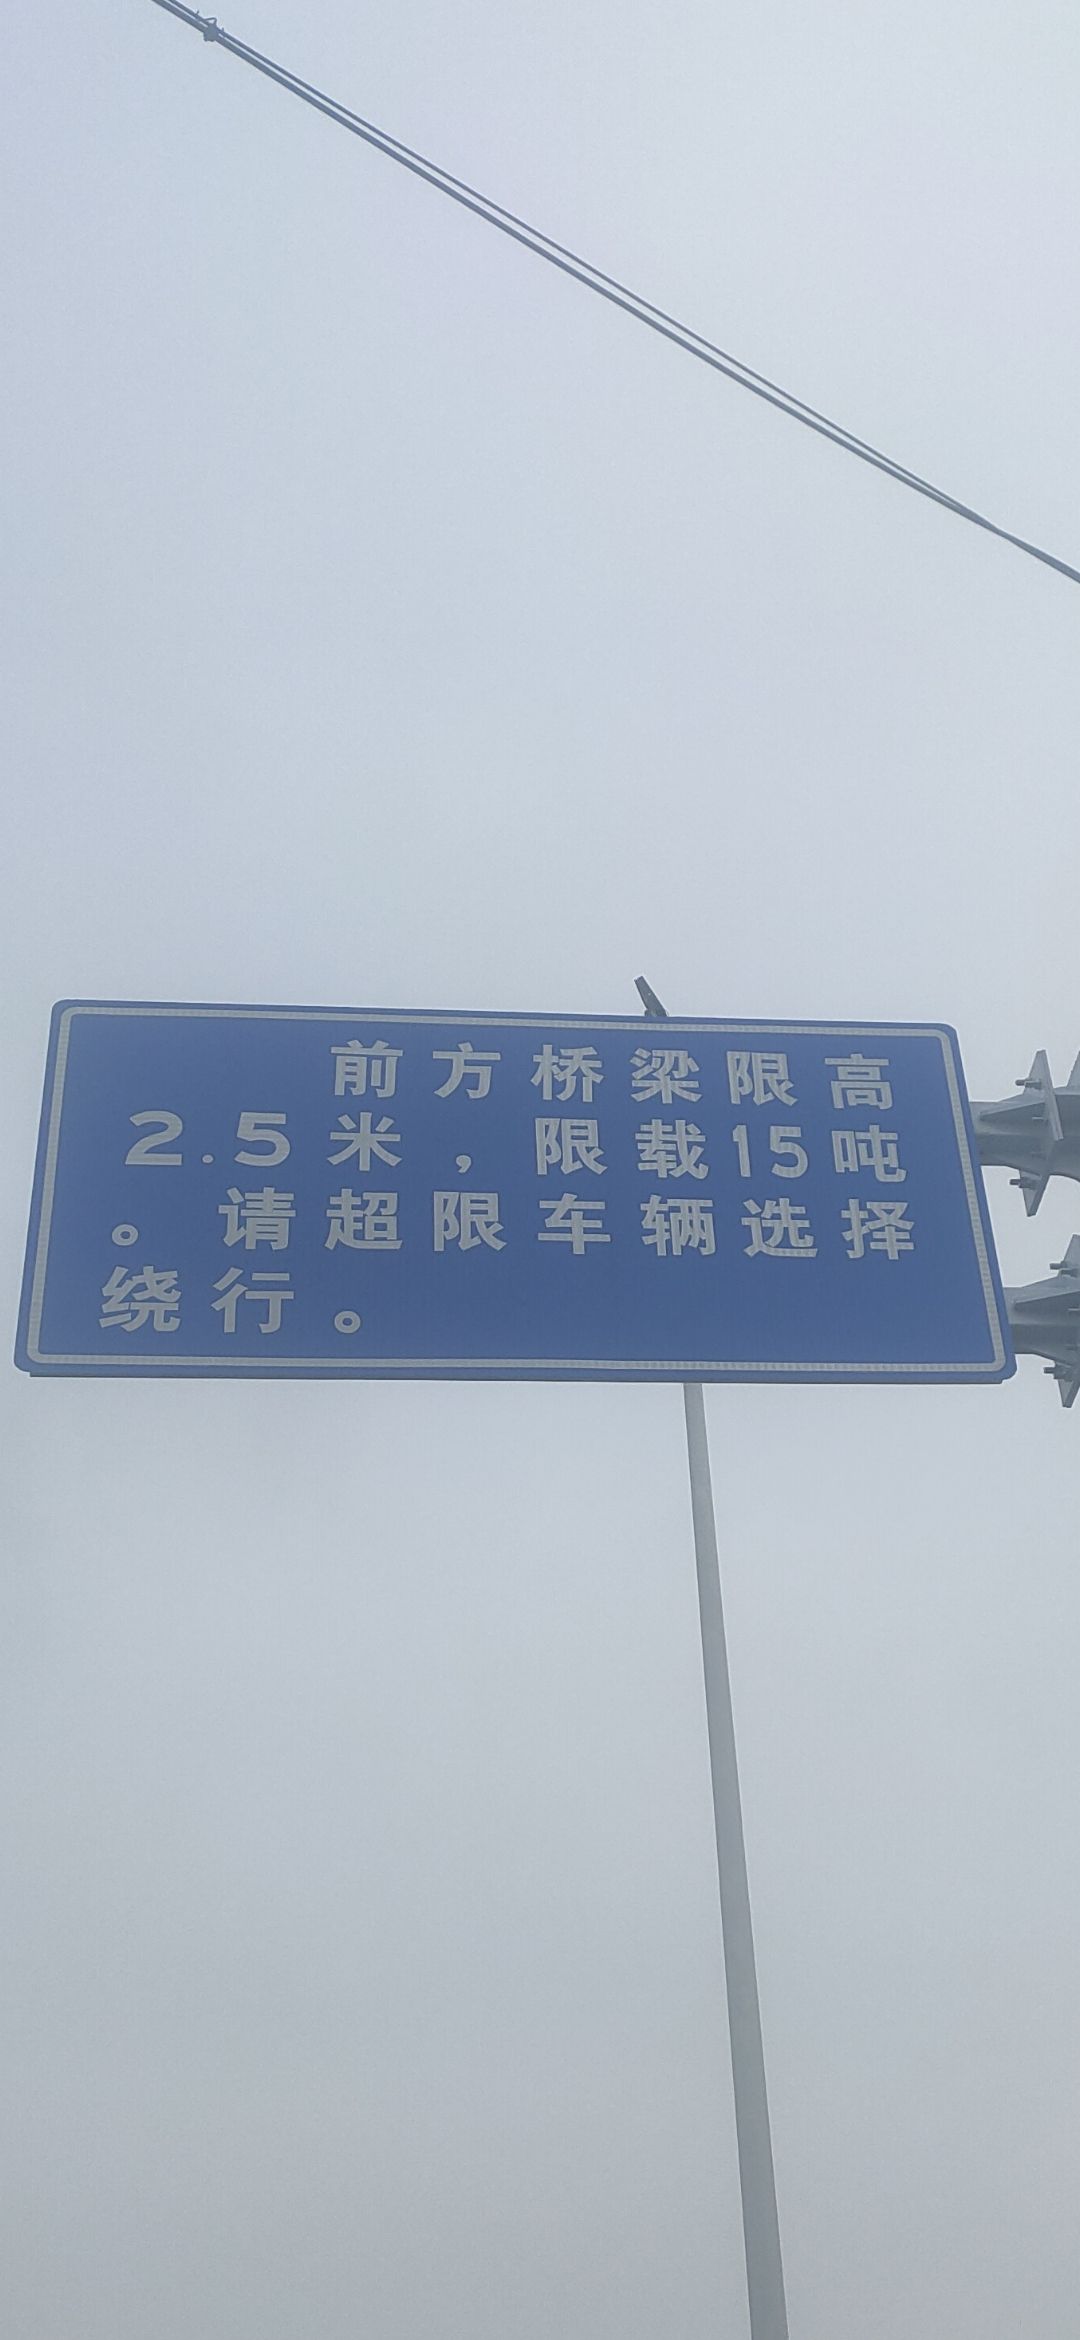 前方桥梁限高
2.5米，限载15吨
。请超限车辆选择
绕行。